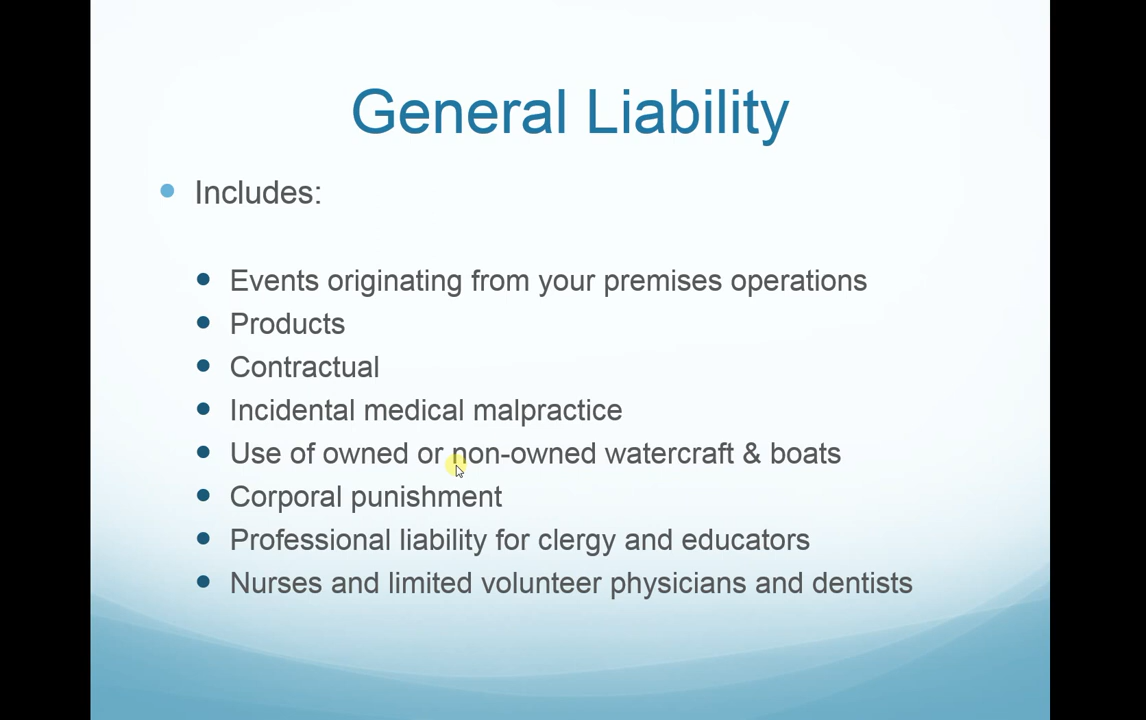 General Liability
Includes:
Events originating from your premises operations
Products
Contractual
Incidental medical malpractice
Use of owned or non-owned watercraft & boats
Corporal punishment
Professional liability for clergy and educators
Nurses and limited volunteer physicians and dentists